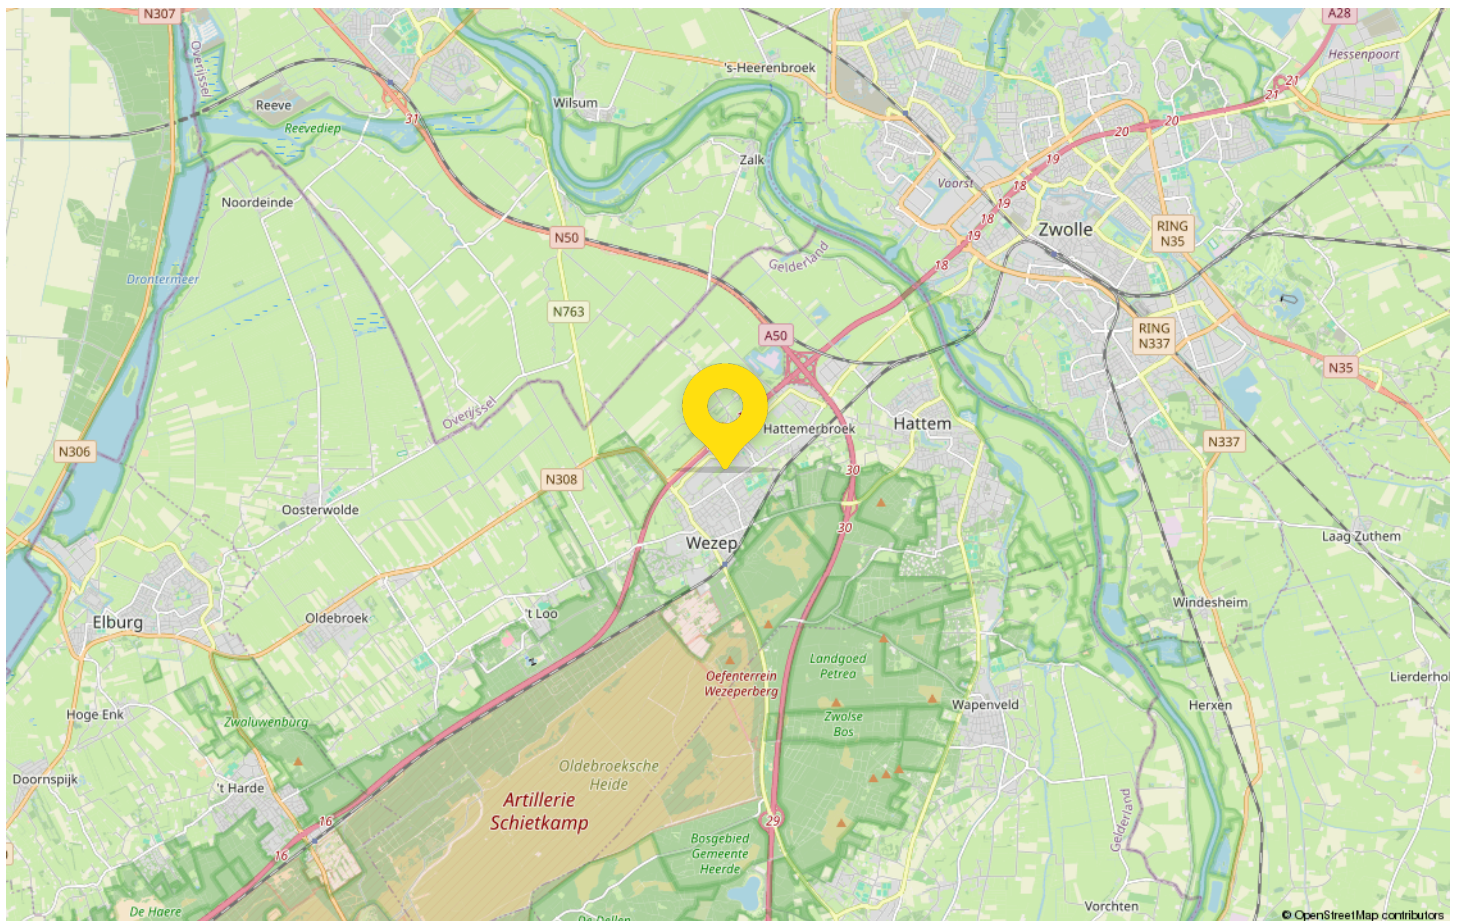 N307
A28
Hessenpoort
Overijssel
's-Heerenbroek
21
21
Reeve
Wilsum
31
Reevediep
20
20
Zalk
19
Voorst
18
19
Noordeinde
18
19
Zwolle
RING
N35
N50
Gelderland
18
Drontermeer
N763
A50
RING
N337
N35
Overijssel
Hattemerbroek
Hattem
N306
N337
30
N308
Oosterwolde
30
Wezep
Laag Zuthem
Elburg
Oldebroek
't Loo
Windesheim
Landgoed
Petrea
Oefenterrein
Wezeperberg
Lierderhol
Hoge Enk
Zwaluwenburg
Zwolse
Bos
Wapenveld
Herxen
Oldebroeksche
Heide
Doornspijk
't Harde
Artillerie
Schietkamp
16
29
Gelderland
16
Bosgebied
Gemeente
Heerde
De Haere
De Dellen
Vorchten
© OpenStreetMap contributors